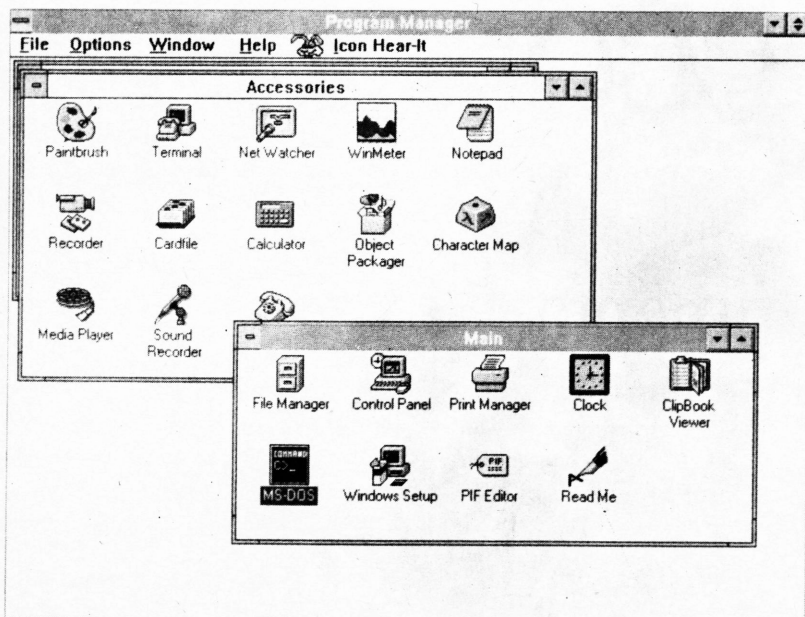 Program Manager
File Options Window Help Icon Hear-It
Accessories
Paintbrush Terminal Net Watcher WinMeter Notepad
Recorder Cardfile Calculator Object Packager Character Map
Media Player Sound Recorder
Main
File Manager Control Panel Print Manager Clock ClipBook Viewer
COMMAND
C>_
PIF
MS-DOS Windows Setup PIF Editor Read Me